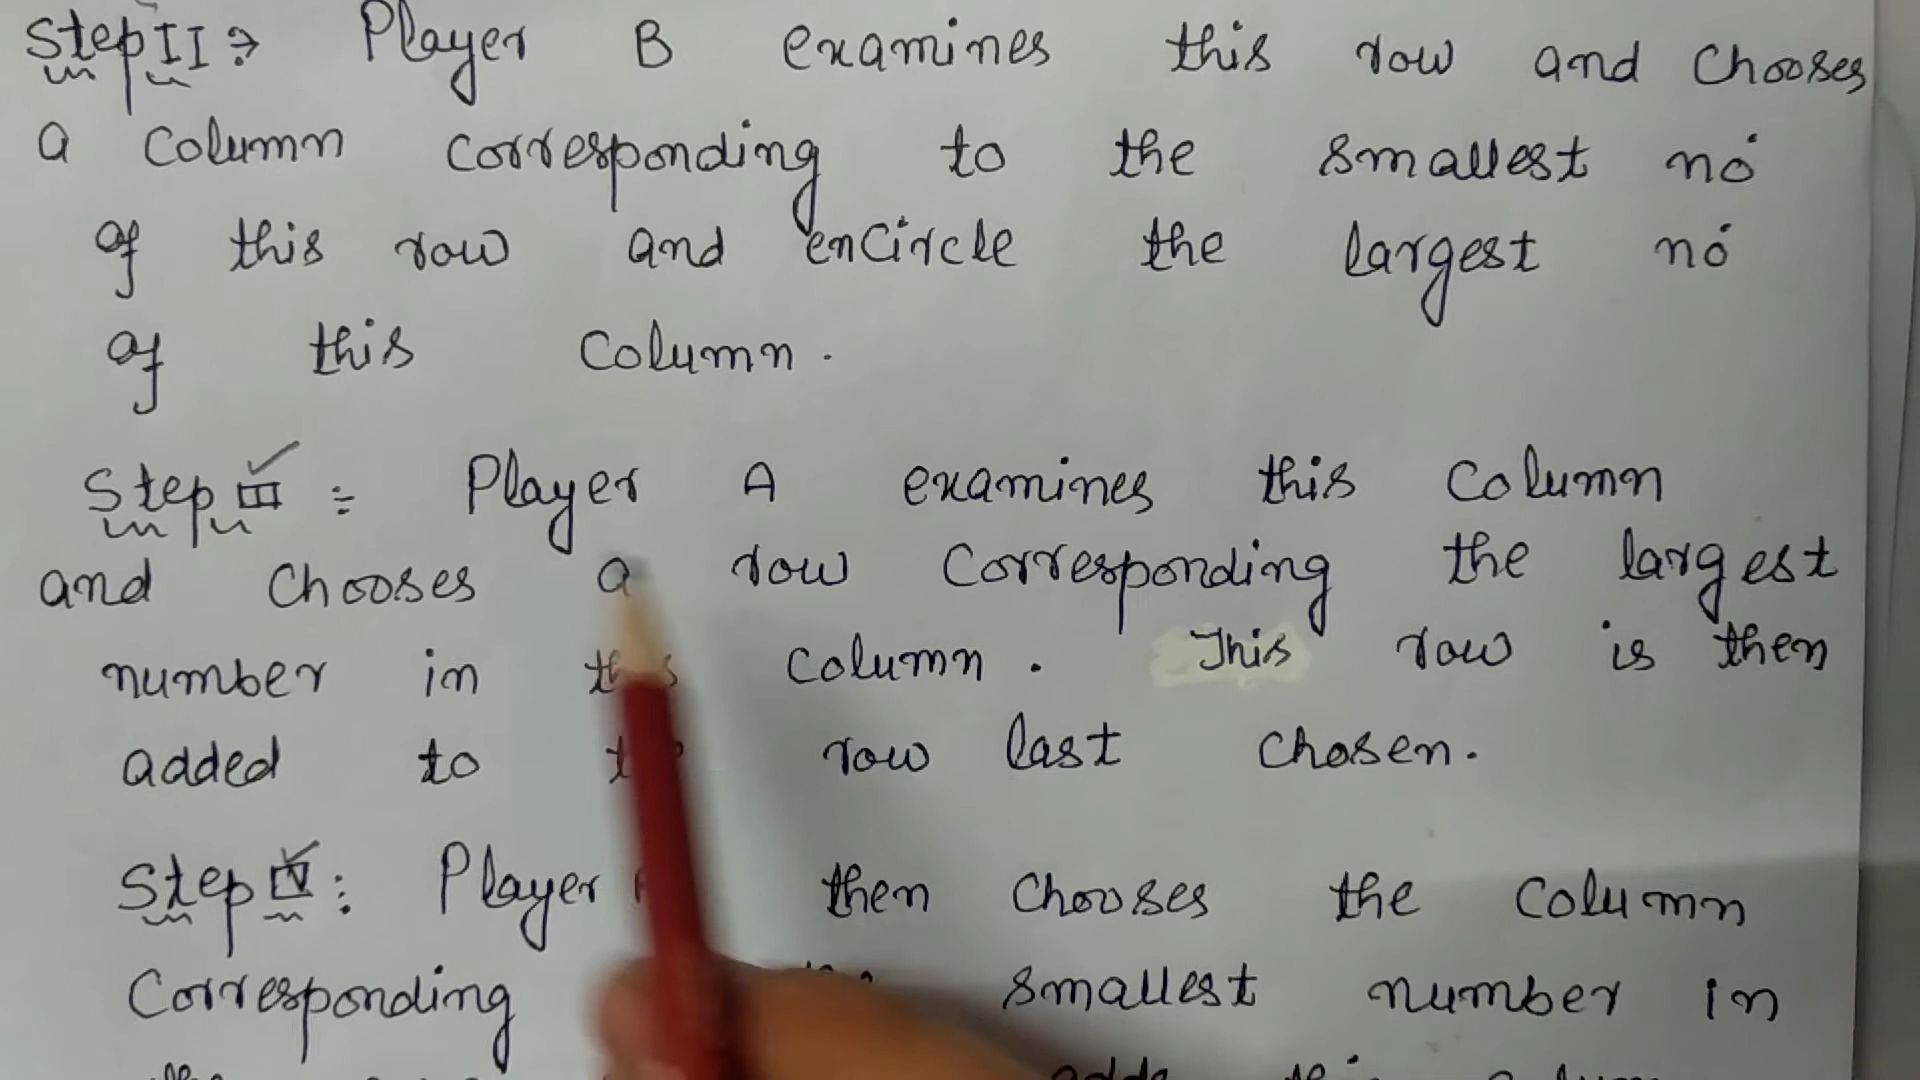 Step II :- Player B examines this row and chooses
a column corresponding to the smallest no
of this row and encircle the largest no
of this column.
Step III :- Player A examines this column
and chooses a row corresponding the largest
number in this column. This row is then
added to row last chosen.
Step IV : Player then chooses the column
Corresponding smallest number in